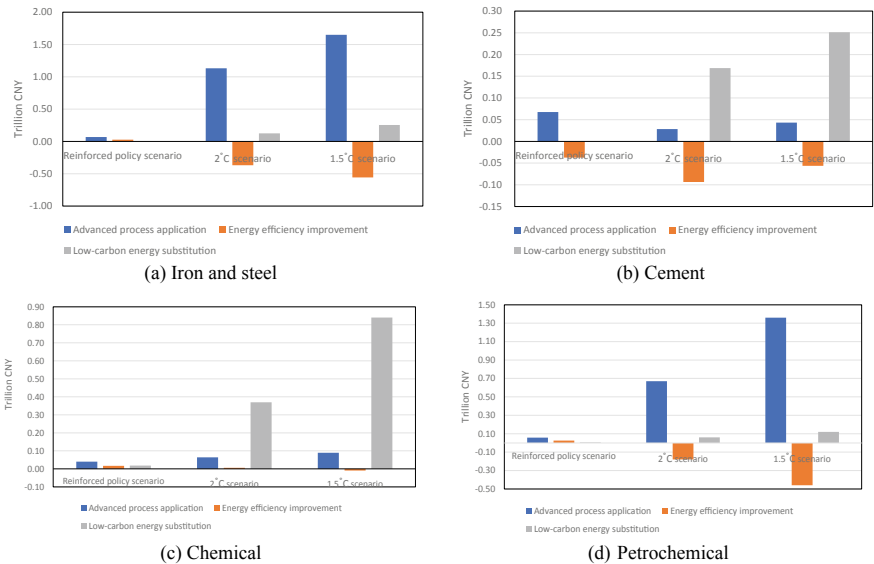 2.00
1.50
1.00
0.50
0.00
-0.50
-1.00
Trillion CNY
Reinforced policy scenario
2°C scenario
1.5°C scenario
Advanced process application
Energy efficiency improvement
Low-carbon energy substitution
(a) Iron and steel
0.30
0.25
0.20
0.15
0.10
0.05
0.00
-0.05
-0.10
-0.15
Trillion CNY
Reinforced policy scenario
2°C scenario
1.5°C scenario
Advanced process application
Energy efficiency improvement
Low-carbon energy substitution
(b) Cement
0.90
0.80
0.70
0.60
0.50
0.40
0.30
0.20
0.10
0.00
-0.10
Trillion CNY
Reinforced policy scenario
2°C scenario
1.5°C scenario
Advanced process application
Energy efficiency improvement
Low-carbon energy substitution
(c) Chemical
1.50
1.30
1.10
0.90
0.70
0.50
0.30
0.10
-0.10
-0.30
-0.50
Trillion CNY
Reinforced policy scenario
2°C scenario
1.5°C scenario
Advanced process application
Energy efficiency improvement
Low-carbon energy substitution
(d) Petrochemical